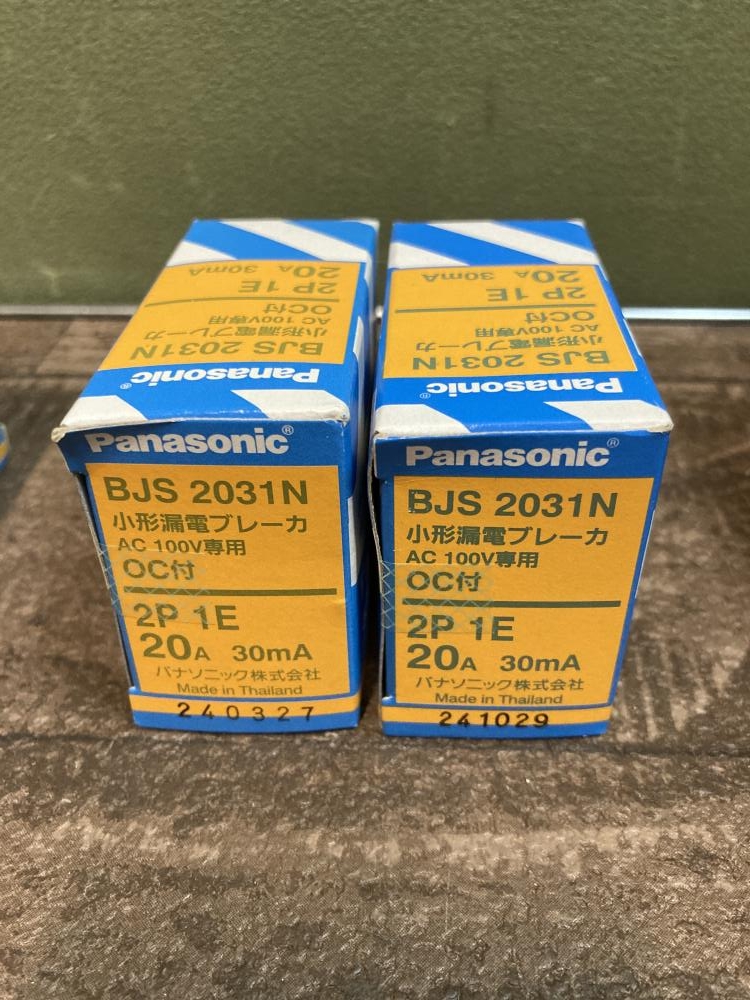 BJS 2031N
小形漏電ブレーカ
AC 100V専用
OC付
2P 1E
20A 30mA
Panasonic®
BJS 2031N
小形漏電ブレーカ
AC 100V専用
OC付
2P 1E
20A 30mA
Panasonic®
Panasonic®
BJS 2031N
小形漏電ブレーカ
AC 100V専用
OC付
2P 1E
20A 30mA
パナソニック株式会社
Made in Thailand
240327
Panasonic®
BJS 2031N
小形漏電ブレーカ
AC 100V専用
OC付
2P 1E
20A 30mA
パナソニック株式会社
Made in Thailand
241029